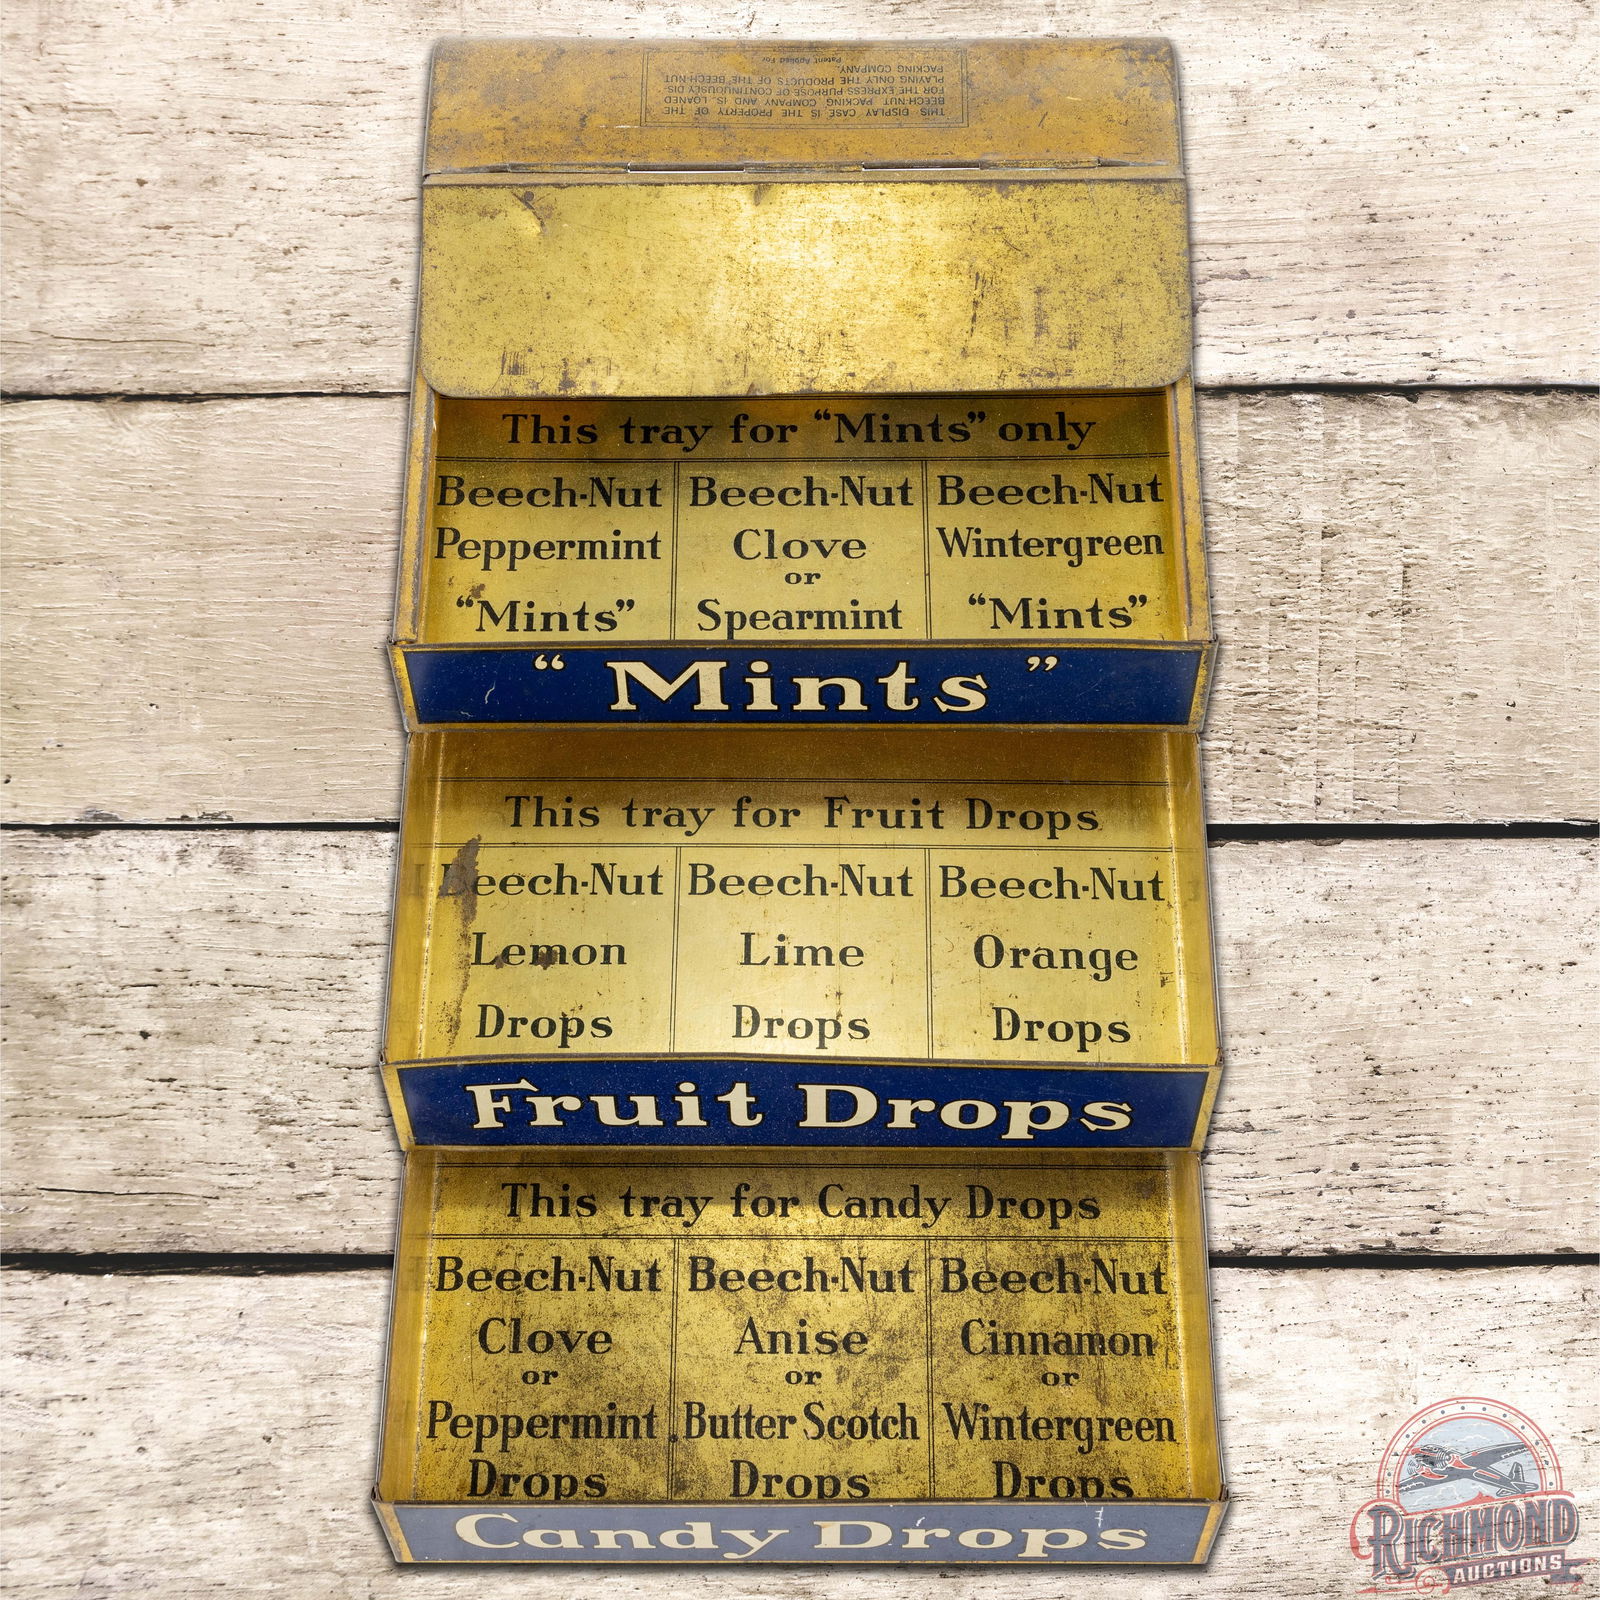 THIS DISPLAY CASE IS THE PROPERTY OF THE
BEECH-NUT PACKING COMPANY AND IS LOANED
FOR THE EXPRESS PURPOSE OF CONTINUOUSLY DIS-
PLAYING ONLY THE PRODUCTS OF THE BEECH-NUT
PACKING COMPANY.
Patent Applied For
This tray for “Mints” only
Beech-Nut Beech-Nut Beech-Nut
Peppermint Clove Wintergreen
or
“Mints” Spearmint “Mints”
“ Mints ”
This tray for Fruit Drops
Beech-Nut Beech-Nut Beech-Nut
Lemon Lime Orange
Drops Drops Drops
Fruit Drops
This tray for Candy Drops
Beech-Nut Beech-Nut Beech-Nut
Clove Anise Cinnamon
or or or
Peppermint Butter Scotch Wintergreen
Drops Drops Drops
Candy Drops
RICHMOND
AUCTIONS